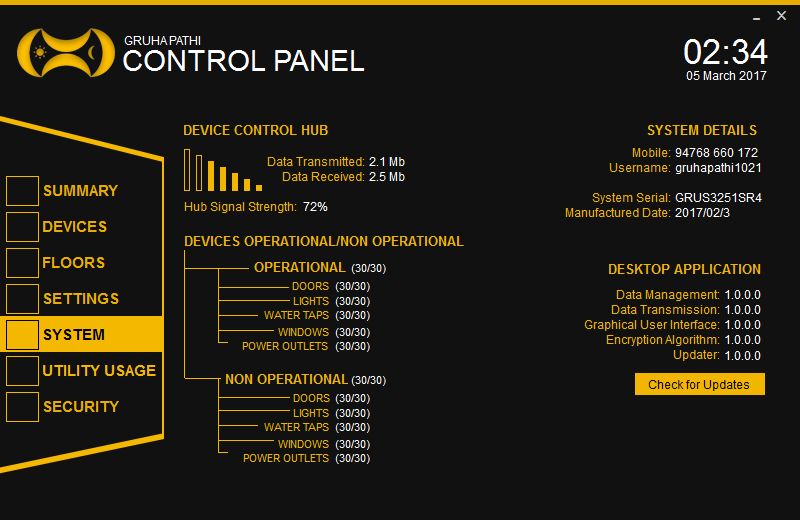 GRUHAPATHI
CONTROL PANEL
02:34
05 March 2017
SUMMARY
DEVICES
FLOORS
SETTINGS
SYSTEM
UTILITY USAGE
SECURITY
DEVICE CONTROL HUB
Data Transmitted: 2.1 Mb
Data Received: 2.5 Mb
Hub Signal Strength: 72%
DEVICES OPERATIONAL/NON OPERATIONAL
OPERATIONAL (30/30)
DOORS (30/30)
LIGHTS (30/30)
WATER TAPS (30/30)
WINDOWS (30/30)
POWER OUTLETS (30/30)
NON OPERATIONAL (30/30)
DOORS (30/30)
LIGHTS (30/30)
WATER TAPS (30/30)
WINDOWS (30/30)
POWER OUTLETS (30/30)
SYSTEM DETAILS
Mobile: 94768 660 172
Username: gruhapathi1021
System Serial: GRUS3251SR4
Manufactured Date: 2017/02/3
DESKTOP APPLICATION
Data Management: 1.0.0.0
Data Transmission: 1.0.0.0
Graphical User Interface: 1.0.0.0
Encryption Algorithm: 1.0.0.0
Updater: 1.0.0.0
Check for Updates